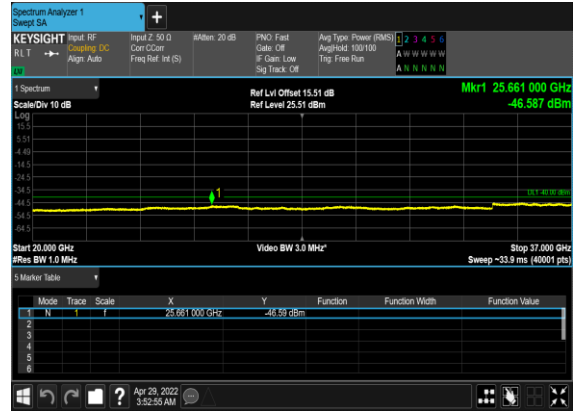 Spectrum Analyzer 1
Swept SA
+
KEYSIGHT Input: RF Input Z: 50 Ω #Atten: 20 dB PNO: Fast Avg Type: Power (RMS) 1 2 3 4 5 6
RLT Coupling: DC Corr CCorr Gate: Off Avg|Hold: 100/100 A W W W W W
Align: Auto Freq Ref: Int (S) IF Gain: Low Trig: Free Run
Sig Track: Off A N N N N N
1 Spectrum Ref Lvl Offset 15.51 dB Mkr1 25.661 000 GHz
Scale/Div 10 dB Ref Level 25.51 dBm -46.587 dBm
Log
15.5
5.51
-4.49
-14.5
-24.5
-34.5 1
DL1 -40.00 dBm
-44.5
-54.5
-64.5
Start 20.000 GHz Video BW 3.0 MHz* Stop 37.000 GHz
#Res BW 1.0 MHz Sweep ~33.9 ms (40001 pts)
5 Marker Table
Mode Trace Scale X Y Function Function Width Function Value
1 N 1 f 25.661 000 GHz -46.59 dBm
2
3
4
5
6
? Apr 29, 2022
3:52:55 AM